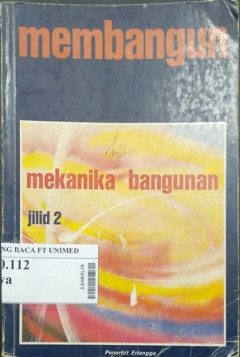 membangun
mekanika bangunan
jilid 2
NG BACA FT UNIMED
0.112
va
Penerbit Erlangga